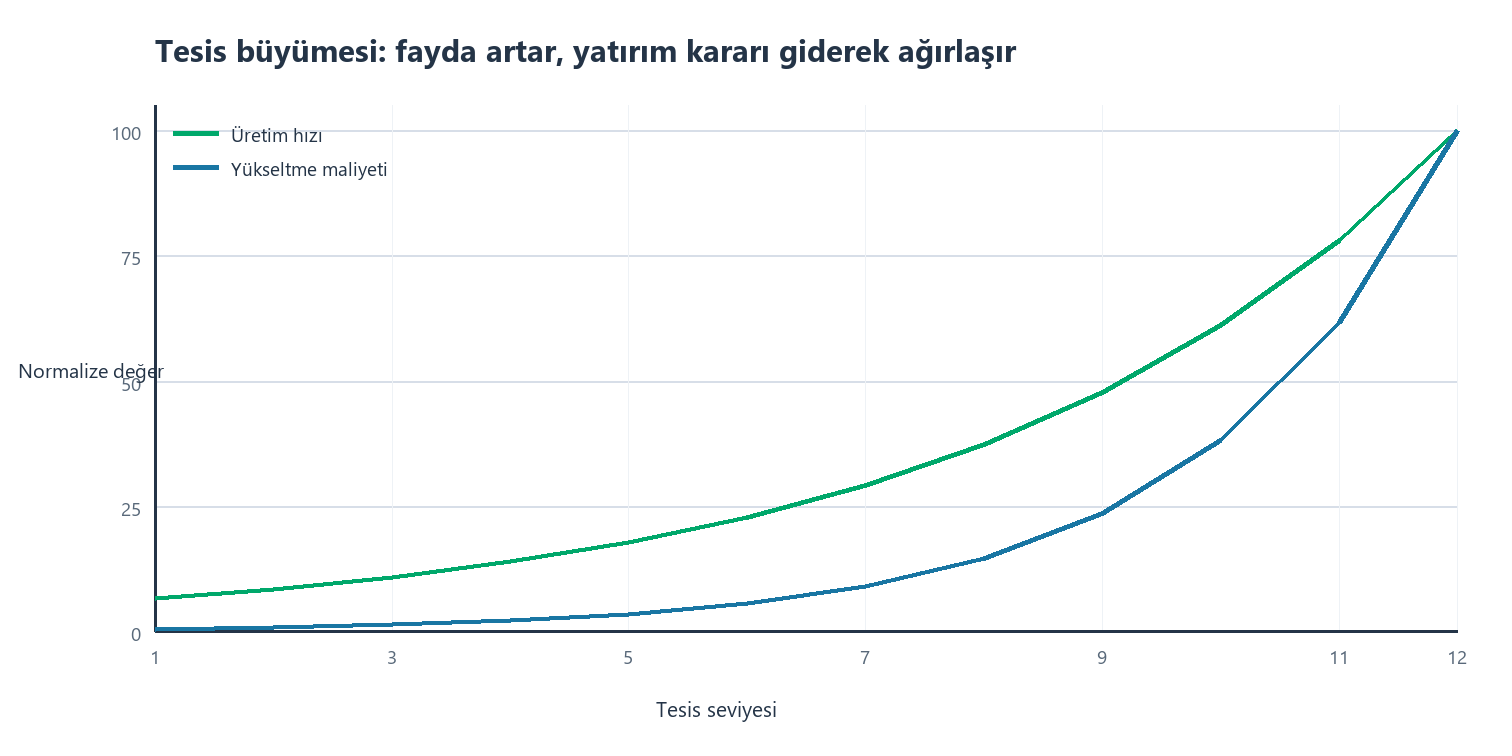 Tesis büyümesi: fayda artar, yatırım kararı giderek ağırlaşır
Üretim hızı
Yükseltme maliyeti
100
75
Normalize değer
50
25
0
1 3 5 7 9 11 12
Tesis seviyesi